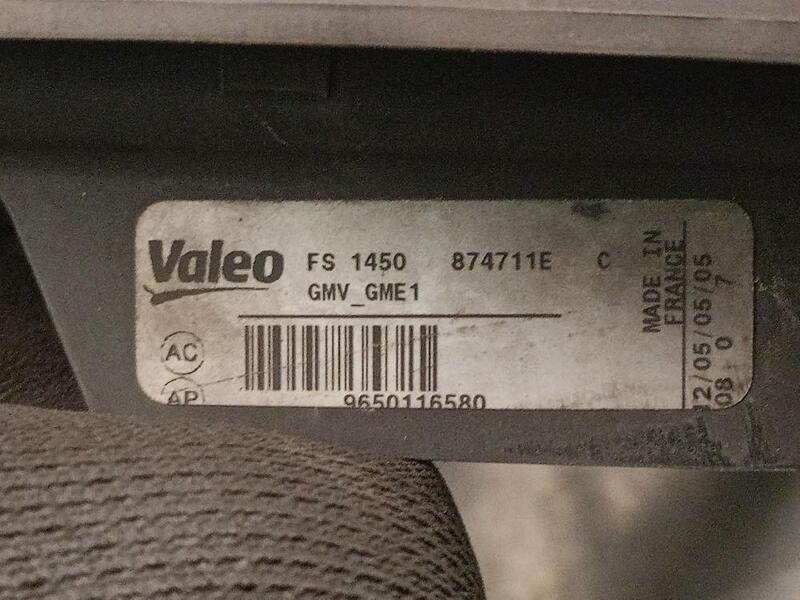 Valeo FS 1450 874711E C
GMV_GME1
AC
AP
9650116580
MADE IN
FRANCE
12/05/05/05
08 0 7